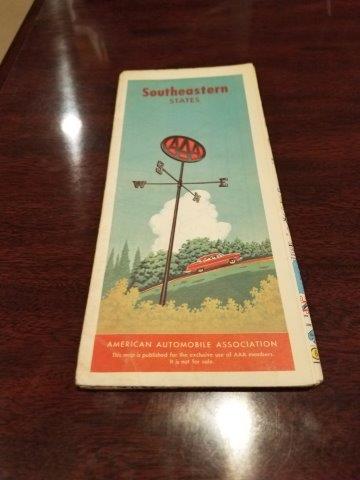 Southeastern
STATES
AAA
W E
AMERICAN AUTOMOBILE ASSOCIATION
This map is published for the exclusive use of AAA members.
It is not for sale.